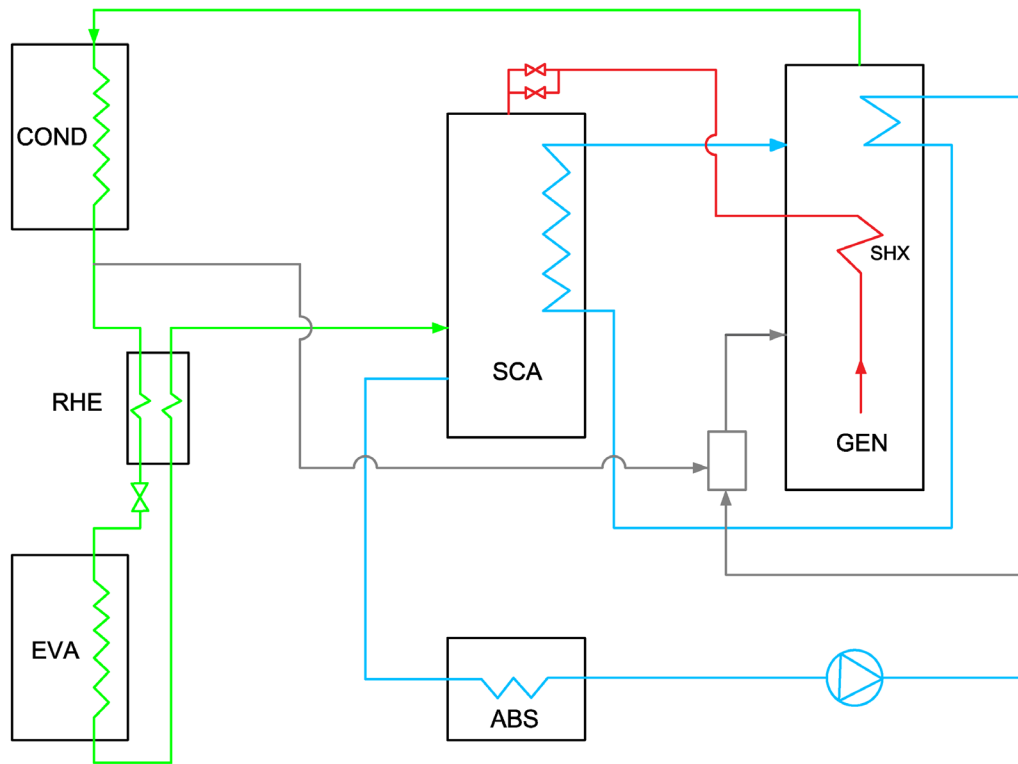 COND
SHX
SCA
RHE
GEN
EVA
ABS